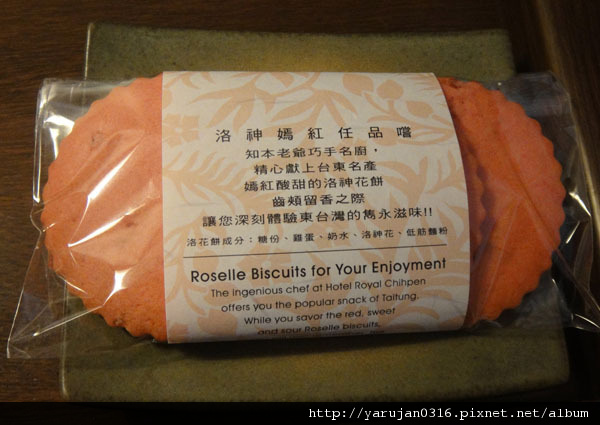 洛神嫣紅任品嚐
知本老爺巧手名廚，
精心獻上台東名產
嫣紅酸甜的洛神花餅
齒頰留香之際
讓您深刻體驗東台灣的雋永滋味!!
洛花餅成分：糖份、雞蛋、奶水、洛神花、低筋麵粉
Roselle Biscuits for Your Enjoyment
The ingenious chef at Hotel Royal Chihpen
offers you the popular snack of Taitung.
While you savor the red, sweet
and sour Roselle biscuits,
http://yarujan0316.pixnet.net/album